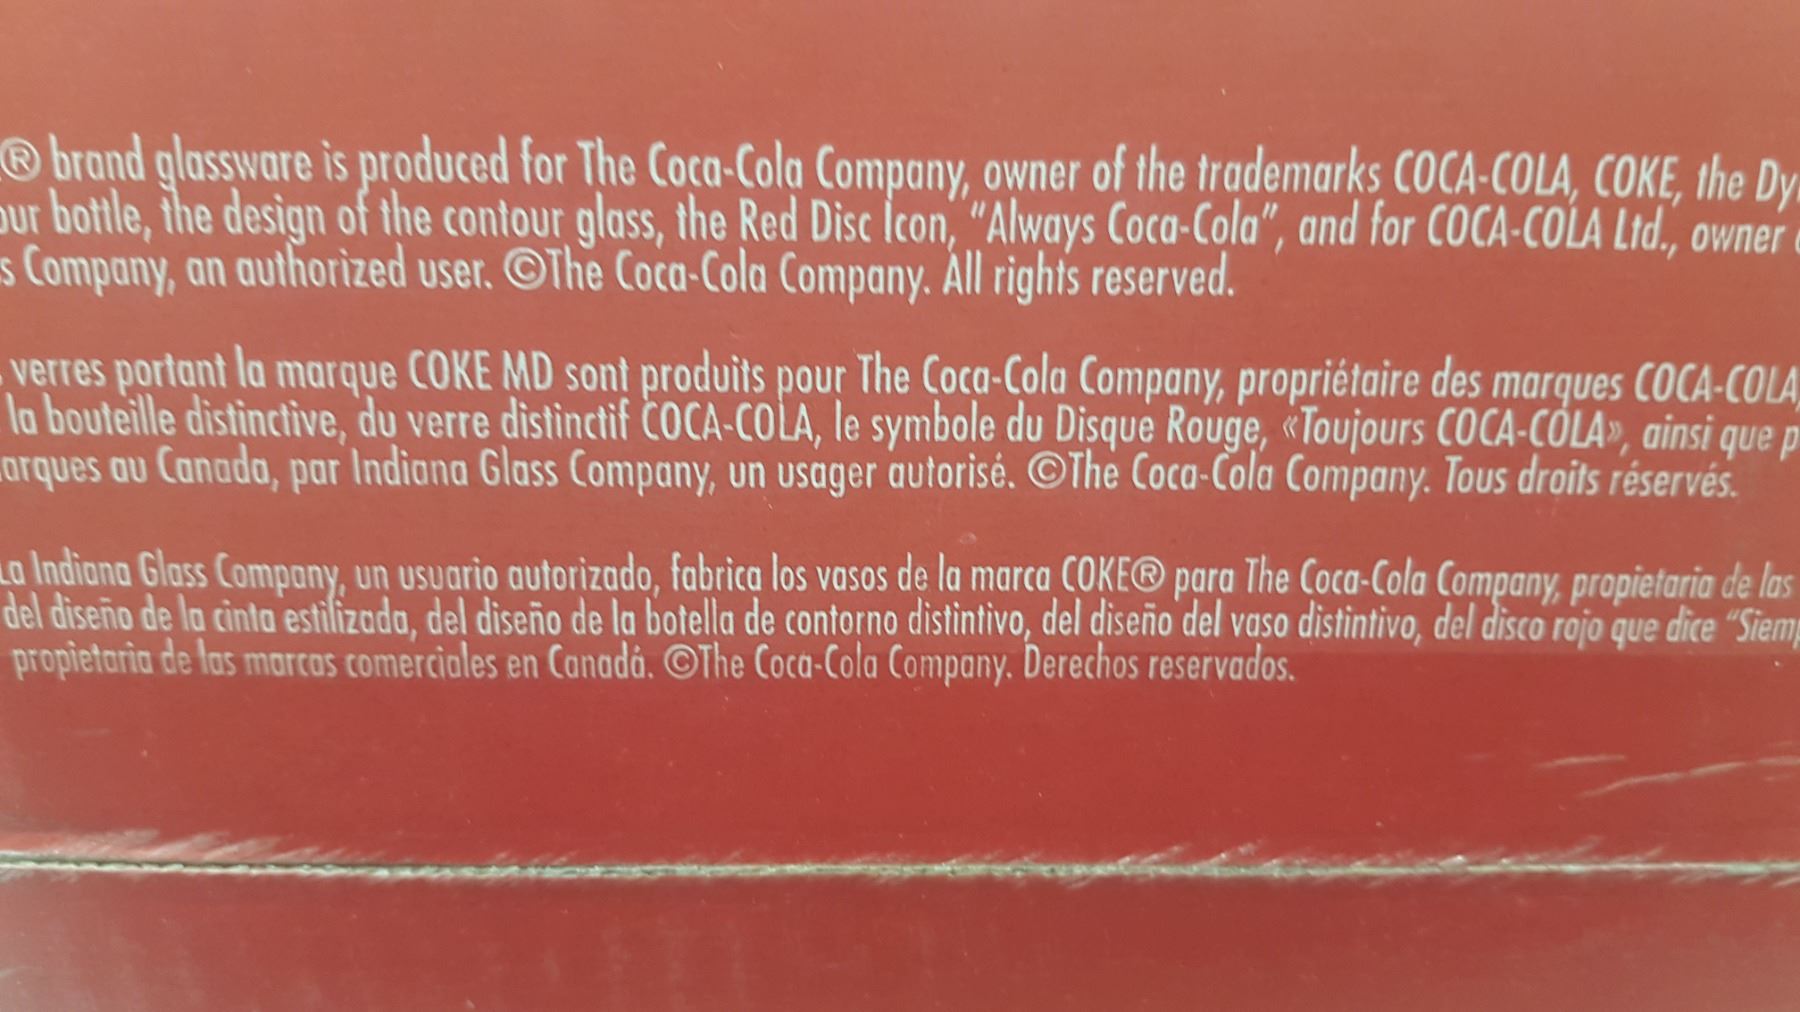 ® brand glassware is produced for The Coca-Cola Company, owner of the trademarks COCA-COLA, COKE, the
bottle, the design of the contour glass, the Red Disc Icon, "Always Coca-Cola", and for COCA-COLA Ltd., owner
Company, an authorized user. ©The Coca-Cola Company. All rights reserved.
verres portant la marque COKE MD sont produits pour The Coca-Cola Company, propriétaire des marques COCA-COLA,
la bouteille distinctive, du verre distinctif COCA-COLA, le symbole du Disque Rouge, «Toujours COCA-COLA», ainsi que
au Canada, par Indiana Glass Company, un usager autorisé. ©The Coca-Cola Company. Tous droits réservés.
La Indiana Glass Company, un usuario autorizado, fabrica los vasos de la marca COKE® para The Coca-Cola Company, propietaria de las
del diseño de la cinta estilizada, del diseño de la botella de contorno distintivo, del diseño del vaso distintivo, del disco rojo que dice
propietaria de las marcas comerciales en Canadá. ©The Coca-Cola Company. Derechos reservados.